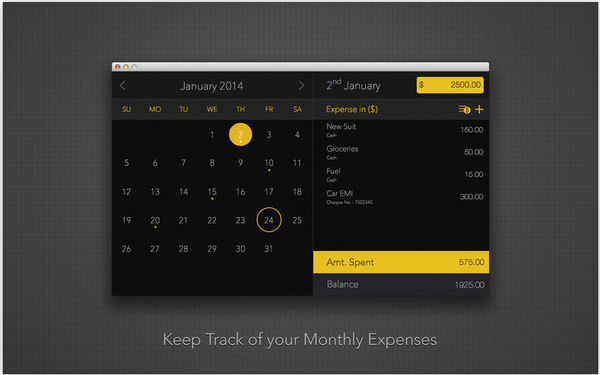 January 2014
SU MO TU WE TH FR SA
1 2 3 4
5 6 7 8 9 10 11
12 13 14 15 16 17 18
19 20 21 22 23 24 25
26 27 28 29 30 31
2nd January
$ 2500.00
Expense in ($)
New Suit 150.00
Cash
Groceries 50.00
Cash
Fuel 15.00
Cash
Car EMI 300.00
Cheque No. : 7502345
Amt. Spent 575.00
Balance 1925.00
Keep Track of your Monthly Expenses